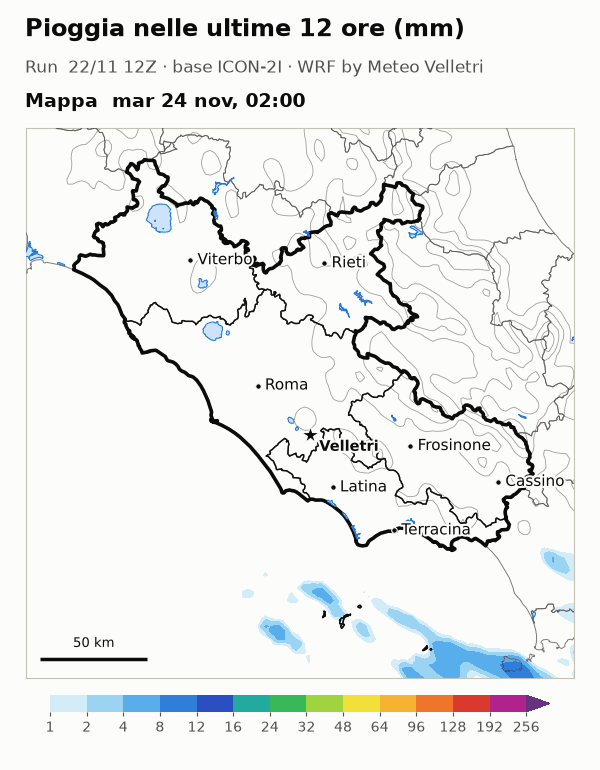 Pioggia nelle ultime 12 ore (mm)
Run  22/11 12Z · base ICON-2I · WRF by Meteo Velletri
Mappa  mar 24 nov, 02:00
Viterbo
Rieti
Roma
Velletri
Frosinone
Latina
Cassino
Terracina
50 km
1 2 4 8 12 16 24 32 48 64 96 128 192 256